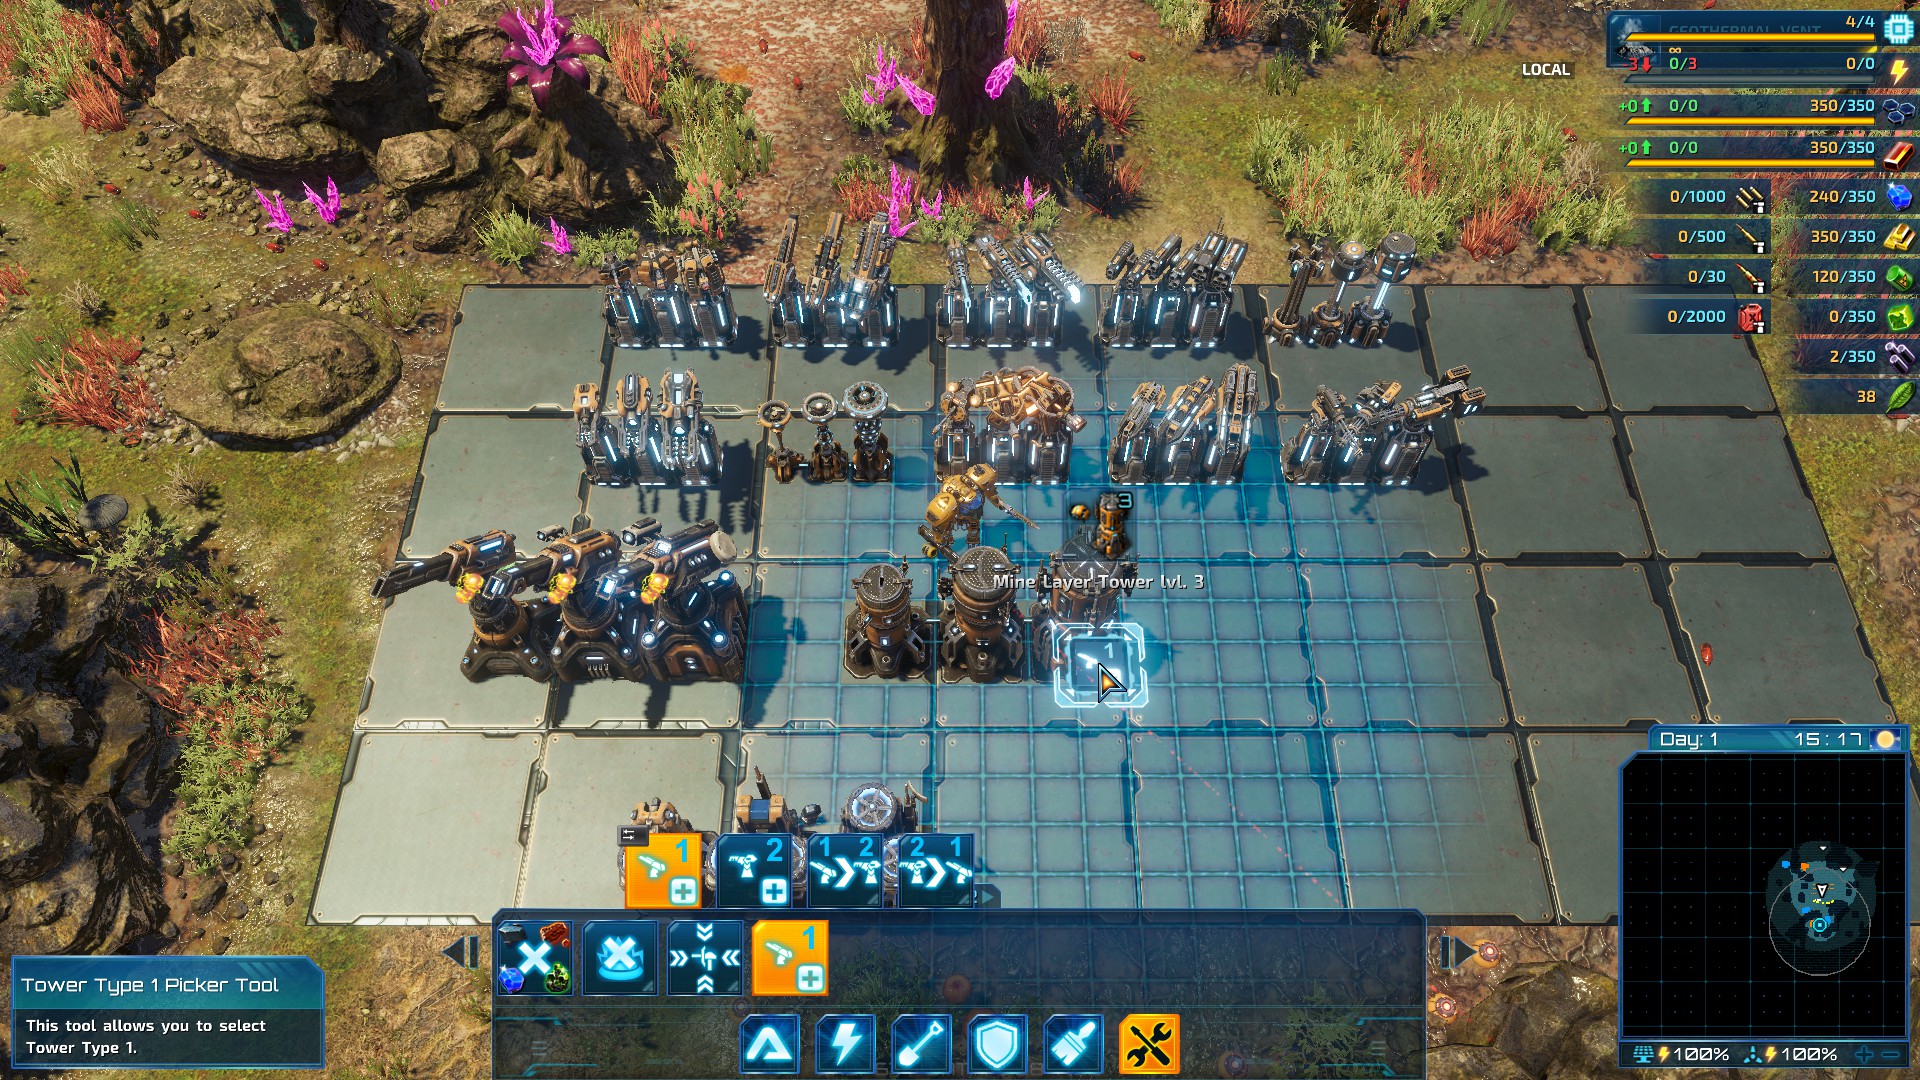 GEOTHERMAL VENT
4/4
∞
LOCAL
-3 0/3 0/0
+0 0/0 350/350
+0 0/0 350/350
0/1000 240/350
0/500 350/350
0/30 120/350
0/2000 0/350
2/350
38
3
Mine Layer Tower lvl. 3
1
Day: 1 15:17
1 2 1 2 2 1
1
Tower Type 1 Picker Tool
This tool allows you to select
Tower Type 1.
100% 100%